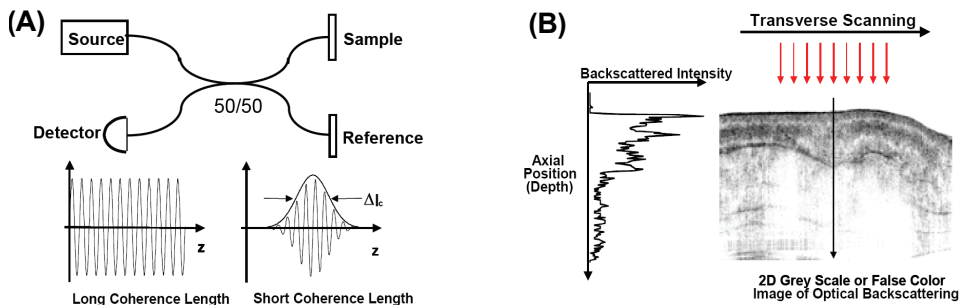 (A)
Source
Sample
50/50
Detector
Reference
Δlc
z
z
Long Coherence Length
Short Coherence Length
(B)
Transverse Scanning
Backscattered Intensity
Axial
Position
(Depth)
2D Grey Scale or False Color
Image of Optical Backscattering